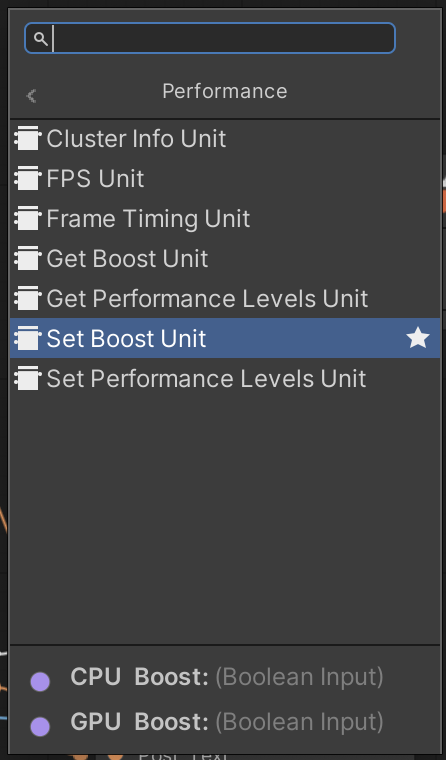 Performance
Cluster Info Unit
FPS Unit
Frame Timing Unit
Get Boost Unit
Get Performance Levels Unit
Set Boost Unit
Set Performance Levels Unit
CPU Boost: (Boolean Input)
GPU Boost: (Boolean Input)